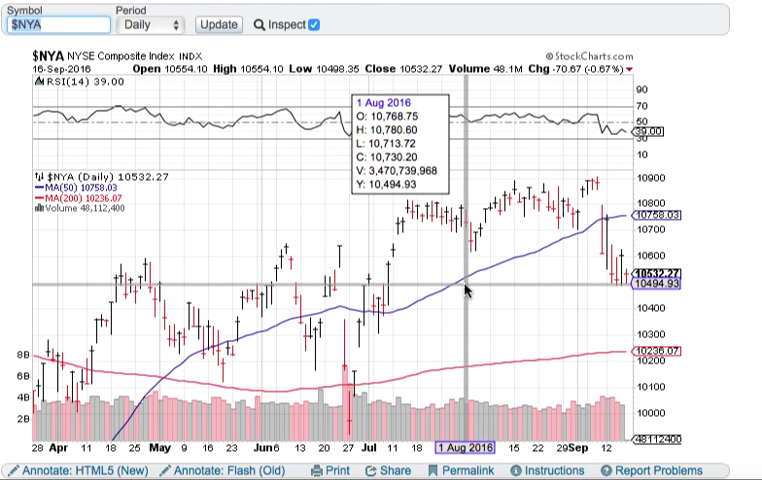 Symbol Period
$NYA Daily Update Inspect
$NYA NYSE Composite Index INDX © StockCharts.com
16-Sep-2016 Open 10554.10 High 10554.10 Low 10498.35 Close 10532.27 Volume 48.1M Chg -70.67 (-0.67%)
RSI(14) 39.00
90
70
50
39.00
30
10
1 Aug 2016
O: 10,768.75
H: 10,780.60
L: 10,713.72
C: 10,730.20
V: 3,470,739,968
Y: 10,494.93
$NYA (Daily) 10532.27
MA(50) 10758.03
MA(200) 10236.07
Volume 48,112,400
10900
10800
10758.03
10700
10600
10532.27
10494.93
10400
10300
10236.07
10200
10100
10000
48112400
8B
6B
4B
2B
28 Apr 11 18 25 May 9 16 23 Jun 6 13 20 27 Jul 11 18 1 Aug 2016 15 22 29 Sep 12
Annotate: HTML5 (New) Annotate: Flash (Old) Print Share Permalink Instructions Report Problems